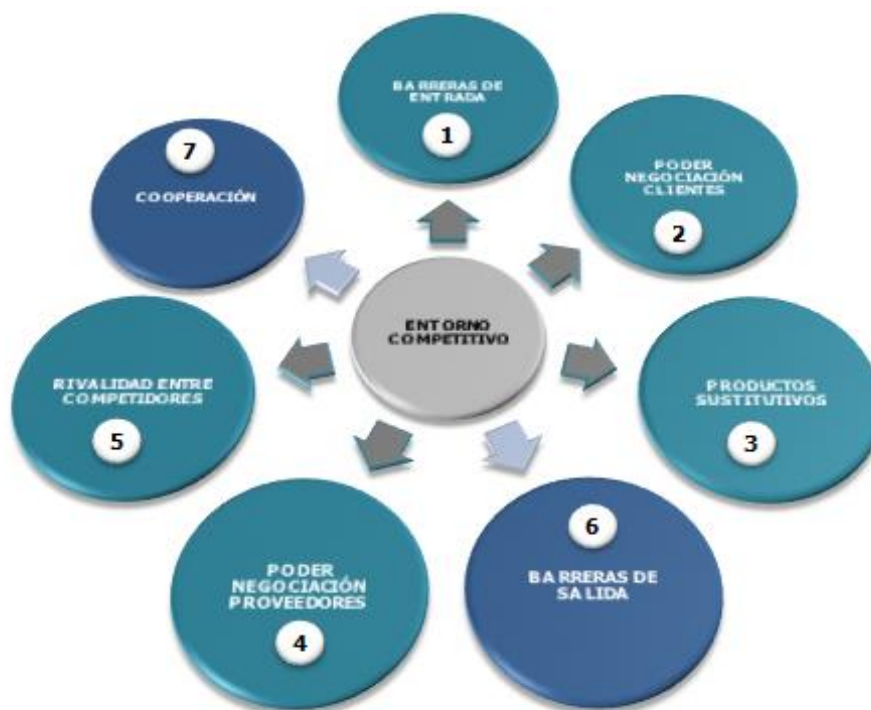 BARRERAS DE
ENTRADA
1
PODER
NEGOCIACIÓN
CLIENTES
2
PRODUCTOS
SUSTITUTIVOS
3
6
BARRERAS DE
SALIDA
PODER
NEGOCIACIÓN
PROVEEDORES
4
RIVALIDAD ENTRE
COMPETIDORES
5
7
COOPERACIÓN
ENTORNO
COMPETITIVO